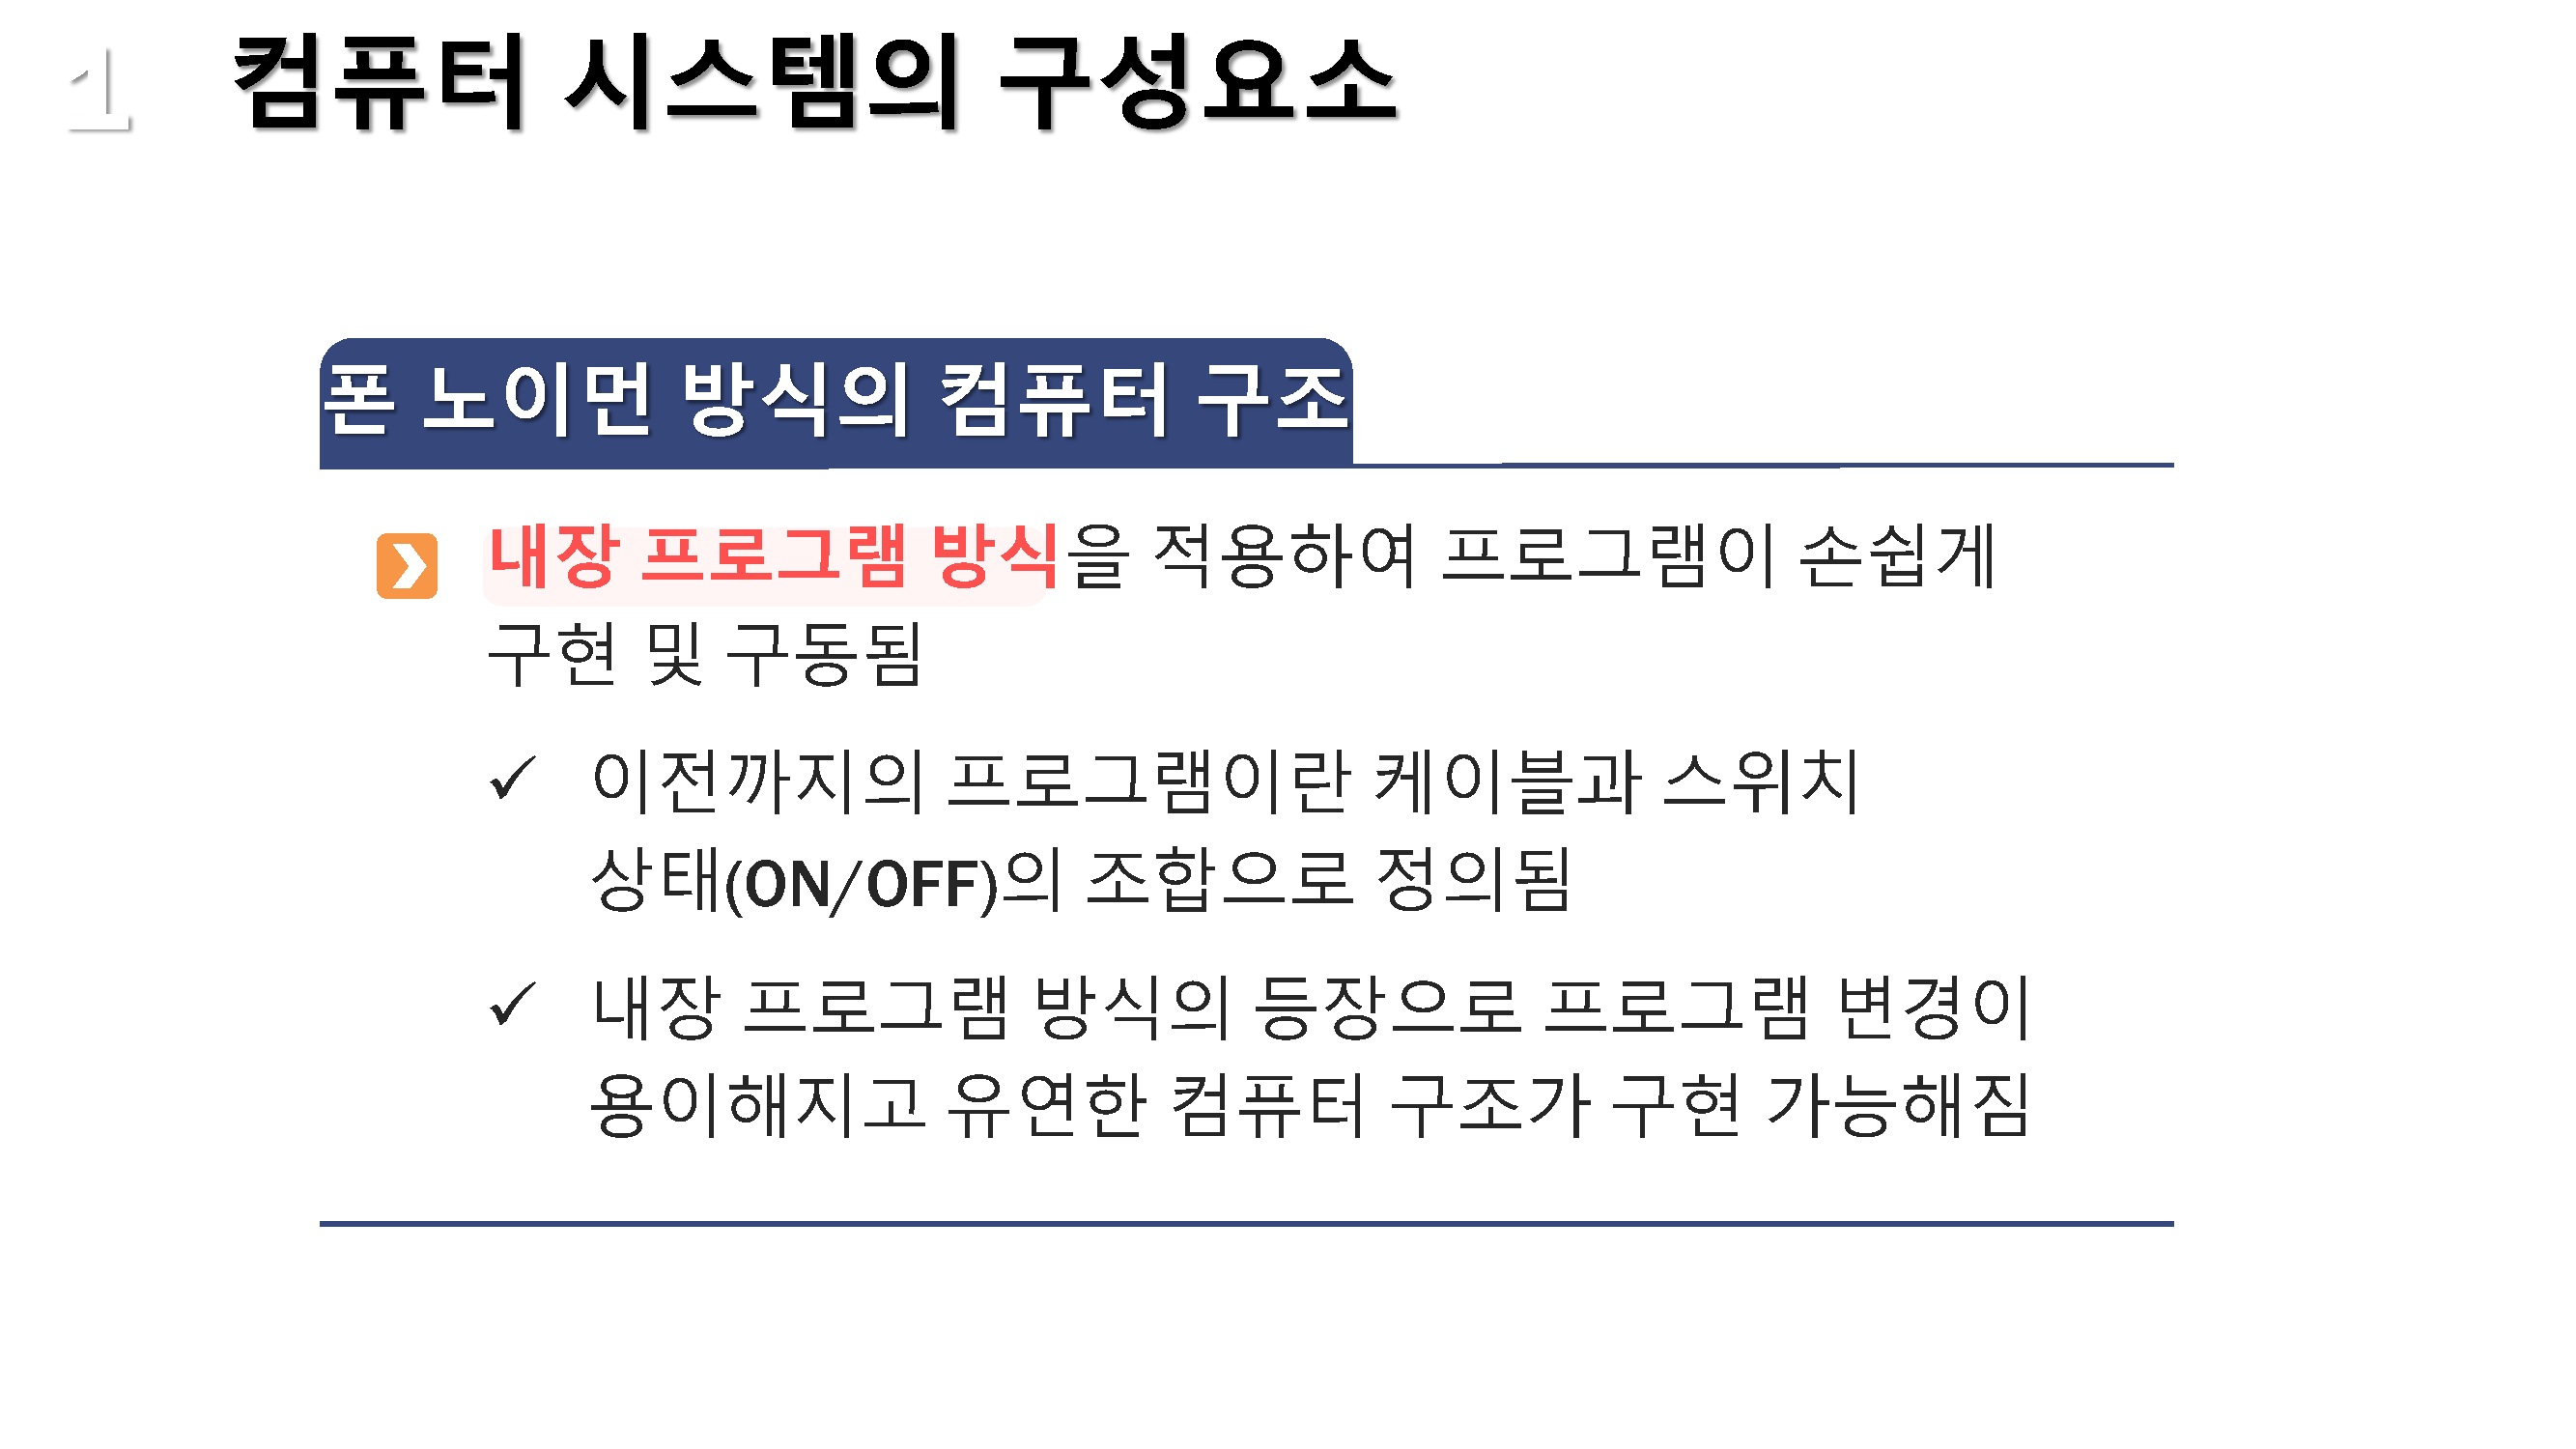 1 컴퓨터 시스템의 구성요소
폰 노이먼 방식의 컴퓨터 구조
내장 프로그램 방식을 적용하여 프로그램이 손쉽게
구현 및 구동됨
이전까지의 프로그램이란 케이블과 스위치
상태(ON/OFF)의 조합으로 정의됨
내장 프로그램 방식의 등장으로 프로그램 변경이
용이해지고 유연한 컴퓨터 구조가 구현 가능해짐